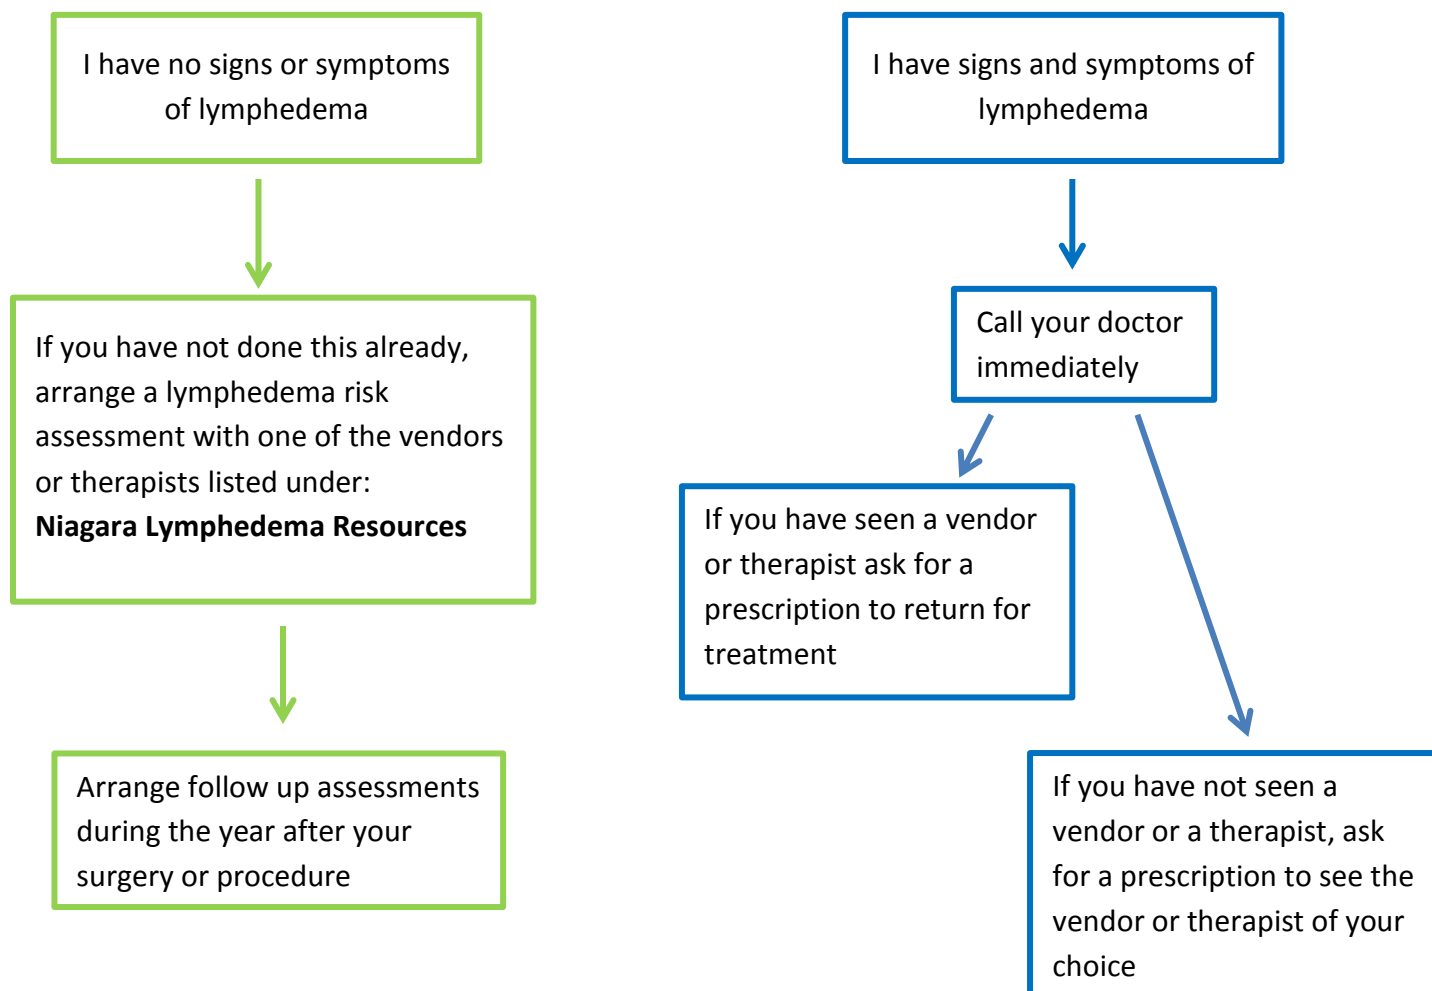 I have no signs or symptoms
of lymphedema
If you have not done this already,
arrange a lymphedema risk
assessment with one of the vendors
or therapists listed under:
Niagara Lymphedema Resources
Arrange follow up assessments
during the year after your
surgery or procedure
I have signs and symptoms of
lymphedema
Call your doctor
immediately
If you have seen a vendor
or therapist ask for a
prescription to return for
treatment
If you have not seen a
vendor or a therapist, ask
for a prescription to see the
vendor or therapist of your
choice